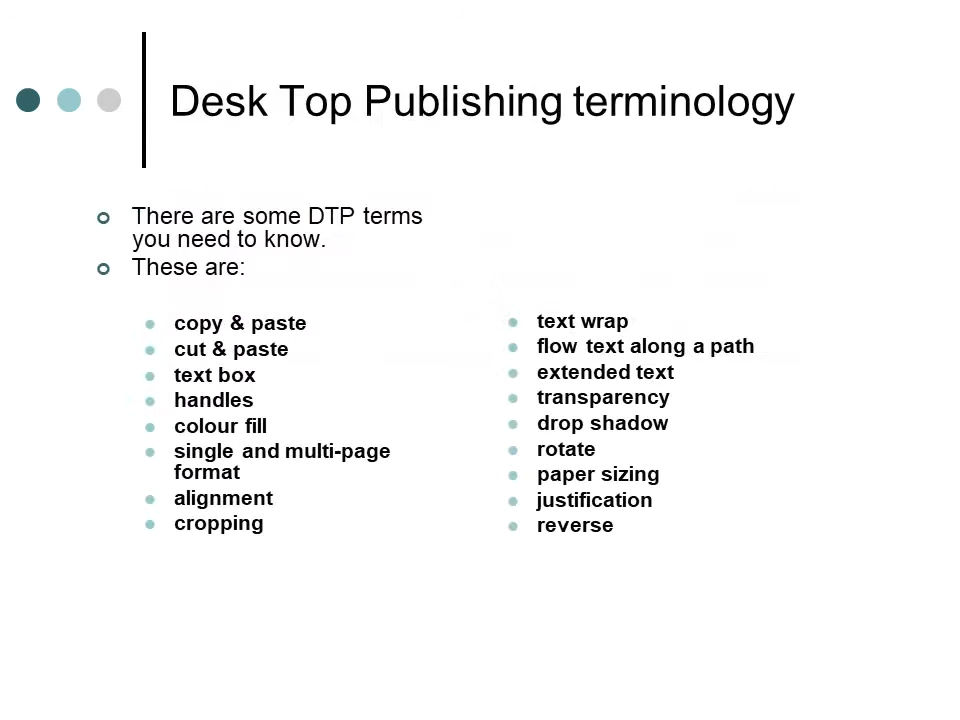 Desk Top Publishing terminology
There are some DTP terms
you need to know.
These are:
copy & paste
cut & paste
text box
handles
colour fill
single and multi-page
format
alignment
cropping
text wrap
flow text along a path
extended text
transparency
drop shadow
rotate
paper sizing
justification
reverse